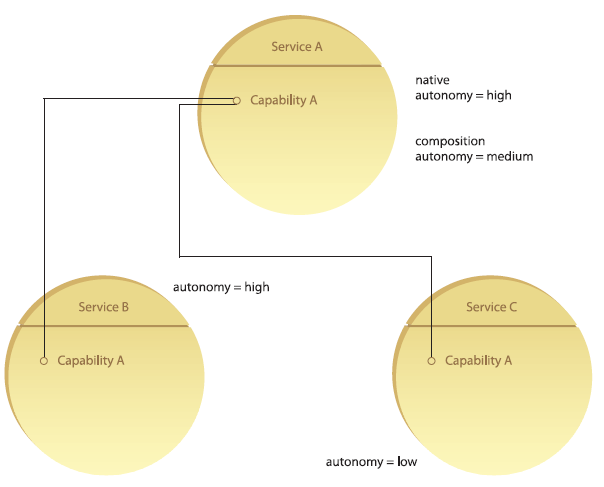 Service A
Capability A
native
autonomy = high
composition
autonomy = medium
autonomy = high
Service B
Capability A
Service C
Capability A
autonomy = low